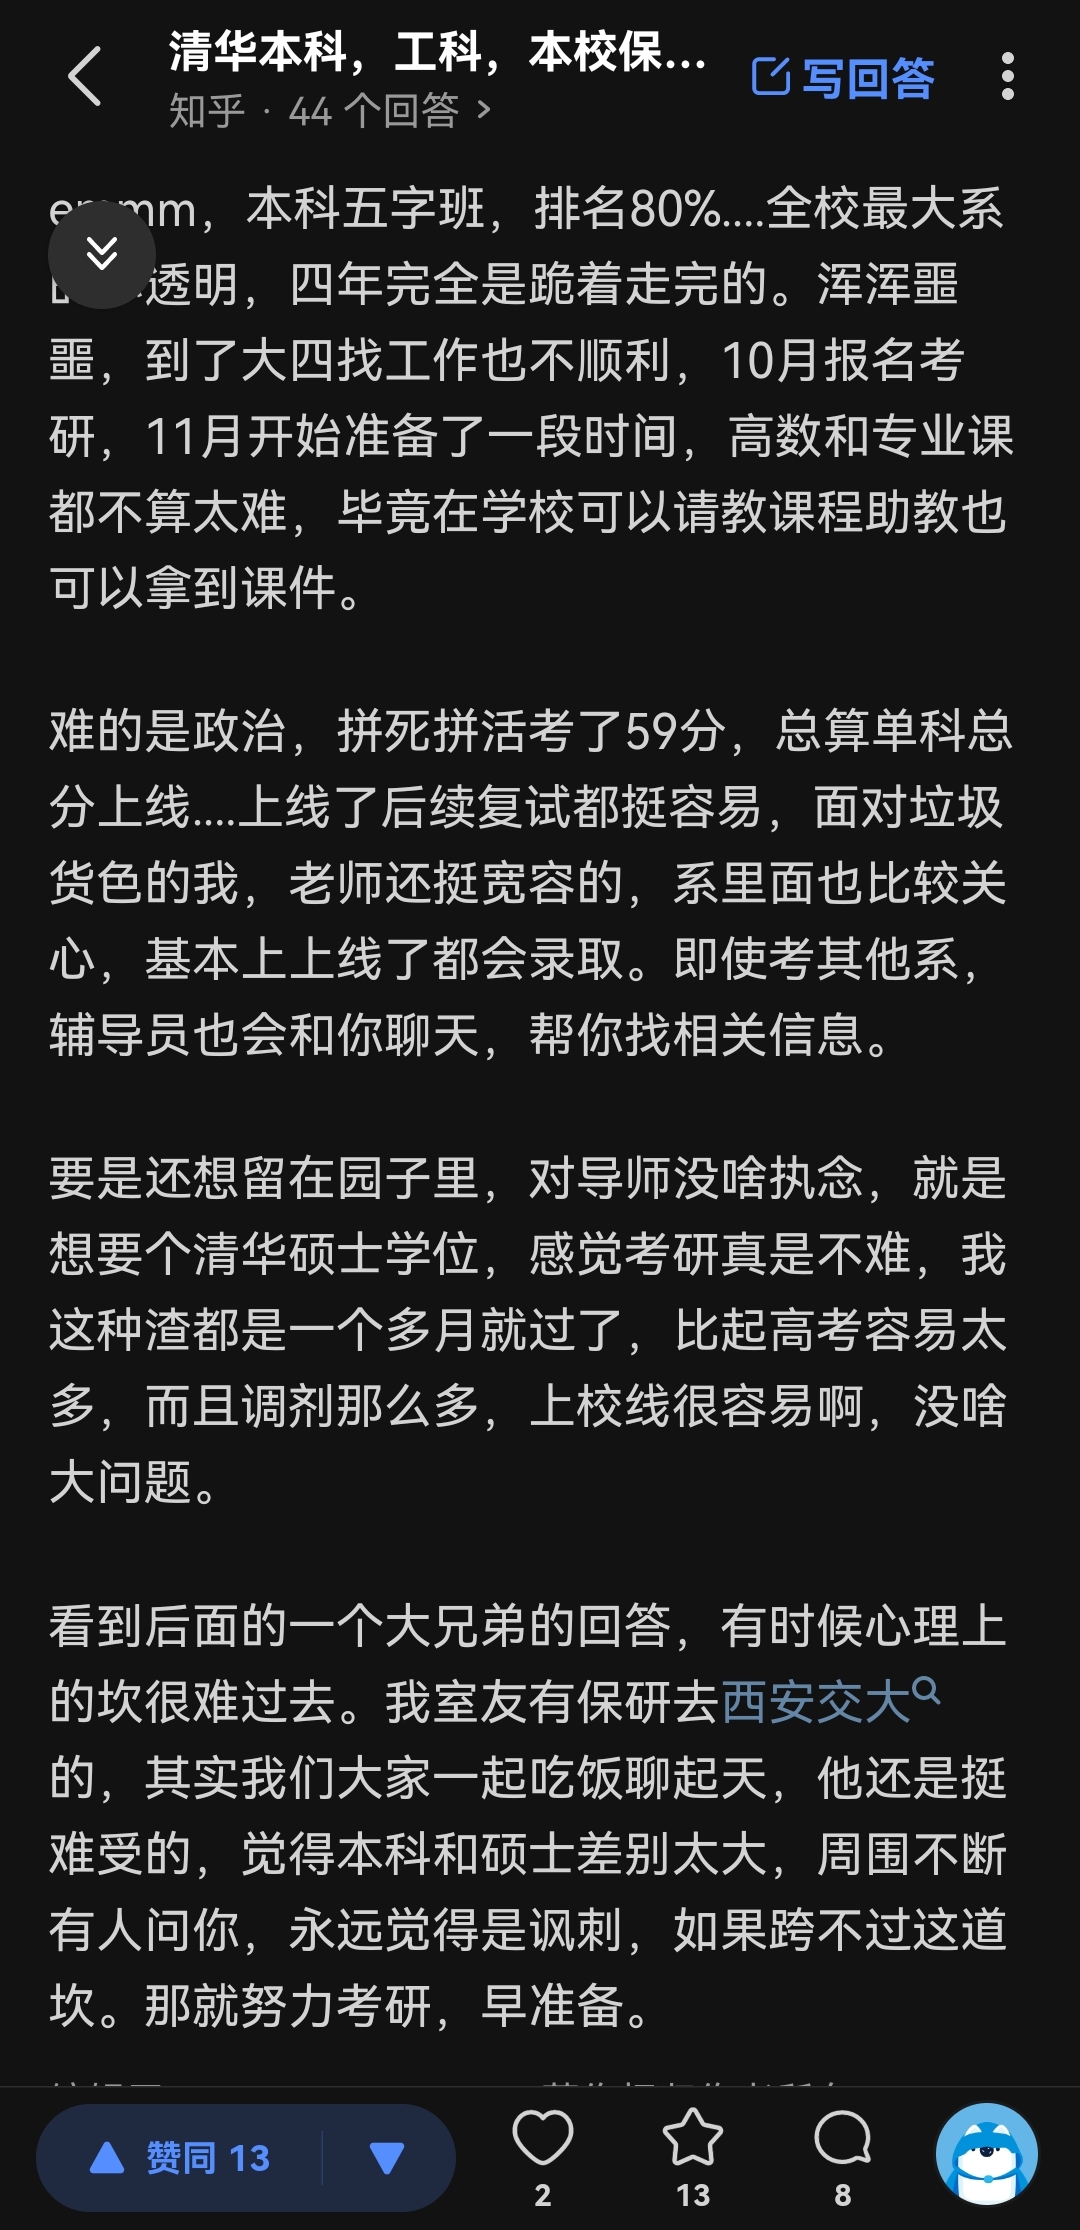 清华本科，工科，本校保...
写回答
知乎 · 44 个回答 >
mm，本科五字班，排名80%....全校最大系
透明，四年完全是跪着走完的。浑浑噩
噩，到了大四找工作也不顺利，10月报名考
研，11月开始准备了一段时间，高数和专业课
都不算太难，毕竟在学校可以请教课程助教也
可以拿到课件。
难的是政治，拼死拼活考了59分，总算单科总
分上线....上线了后续复试都挺容易，面对垃圾
货色的我，老师还挺宽容的，系里面也比较关
心，基本上上线了都会录取。即使考其他系，
辅导员也会和你聊天，帮你找相关信息。
要是还想留在园子里，对导师没啥执念，就是
想要个清华硕士学位，感觉考研真是不难，我
这种渣都是一个多月就过了，比起高考容易太
多，而且调剂那么多，上校线很容易啊，没啥
大问题。
看到后面的一个大兄弟的回答，有时候心理上
的坎很难过去。我室友有保研去西安交大
的，其实我们大家一起吃饭聊起天，他还是挺
难受的，觉得本科和硕士差别太大，周围不断
有人问你，永远觉得是讽刺，如果跨不过这道
坎。那就努力考研，早准备。
赞同 13
2
13
8